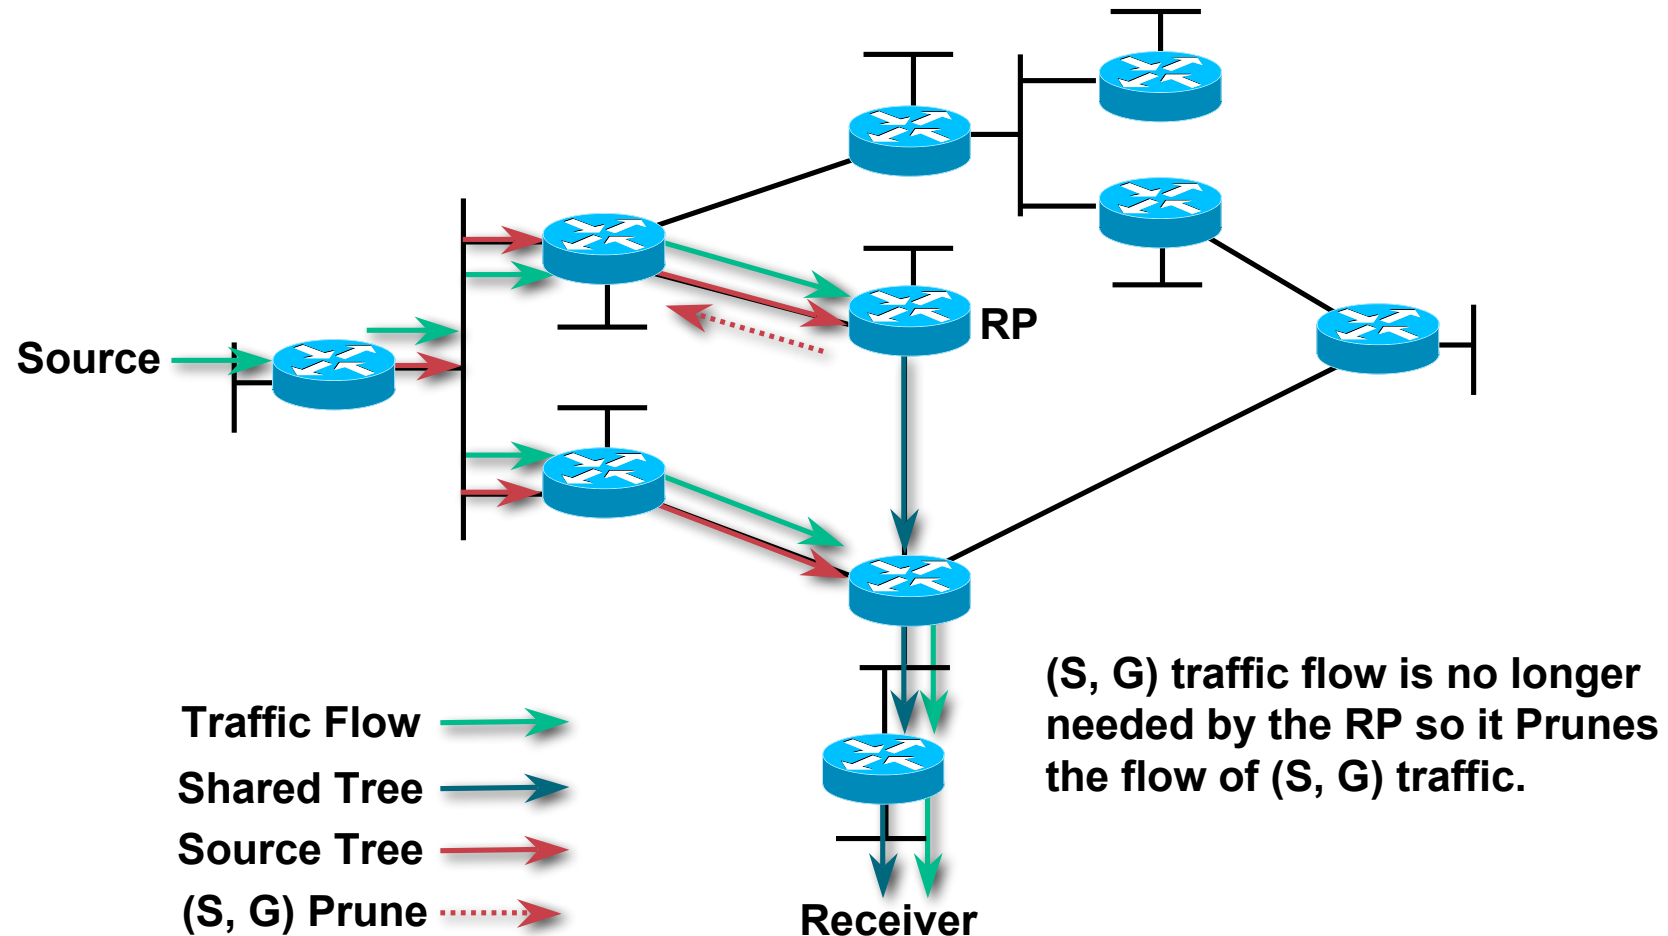 RP
Source
(S, G) traffic flow is no longer
needed by the RP so it Prunes
the flow of (S, G) traffic.
Traffic Flow
Shared Tree
Source Tree
(S, G) Prune
Receiver